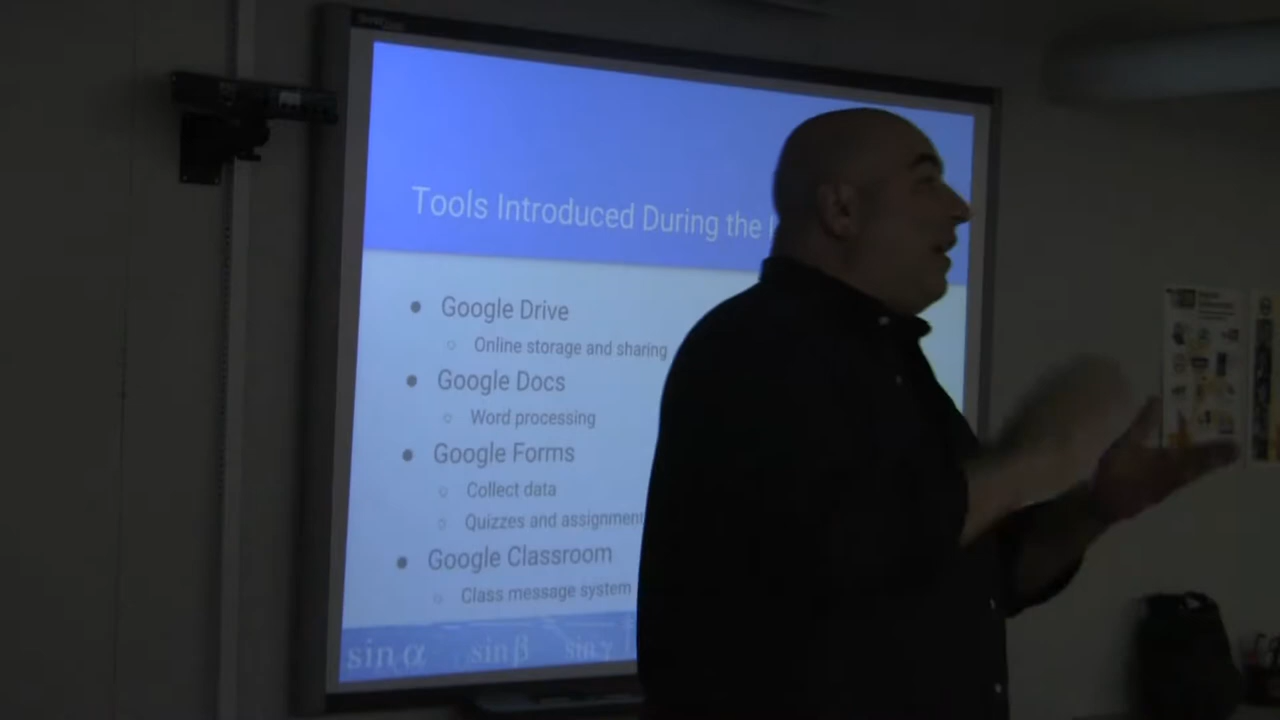 Tools Introduced During the
Google Drive
Online storage and sharing
Google Docs
Word processing
Google Forms
Collect data
Quizzes and assignment
Google Classroom
Class message system
sin α sin β sin γ